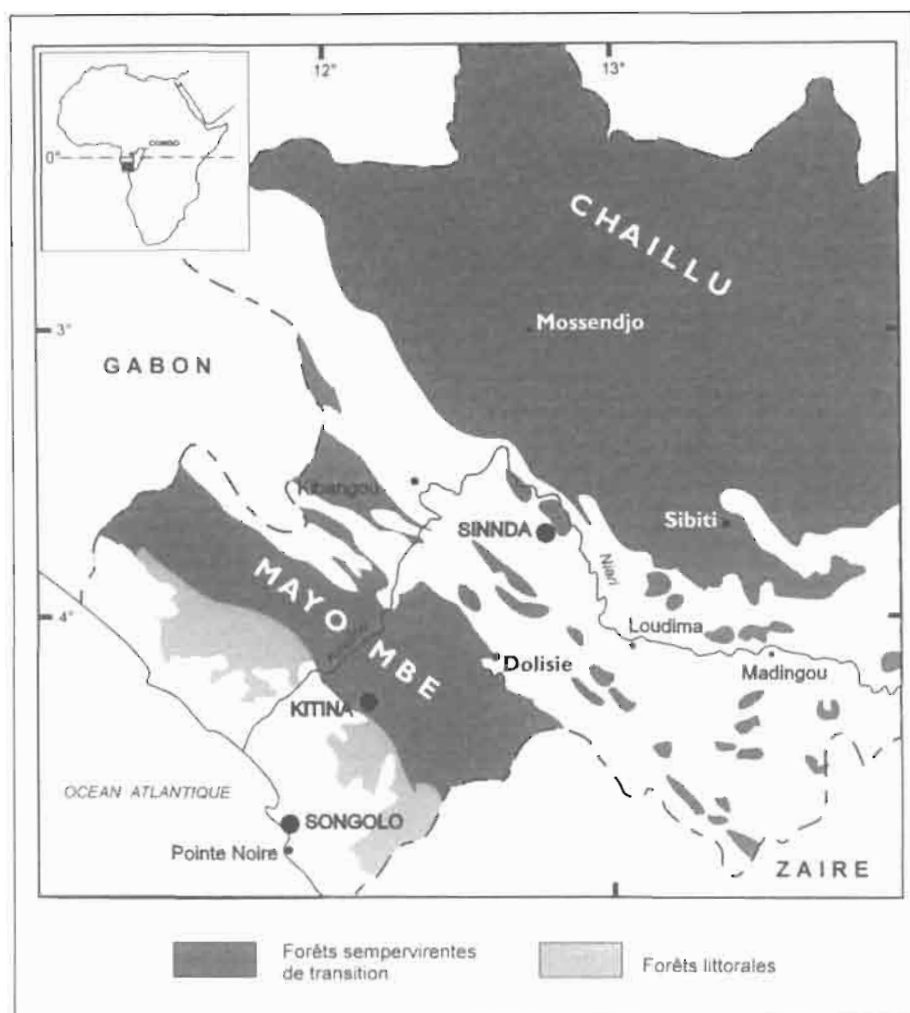 12°
13°
CONGO
0°
CHAILLU
Mossendjo
3°
GABON
Kibangou
SINNDA
Sibiti
Niari
MAYOMBE
4°
Loudima
Dolisie
Madingou
KITINA
OCEAN ATLANTIQUE
SONGOLO
Pointe Noire
ZAIRE
Forêts sempervirentes
de transition
Forêts littorales